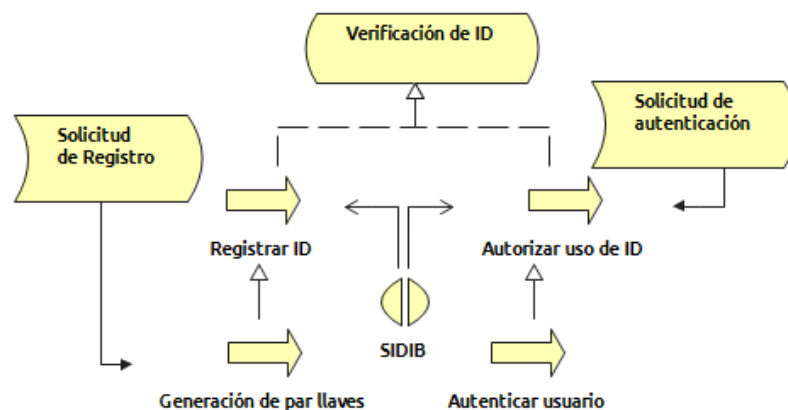 Verificación de ID
Solicitud de
autenticación
Solicitud
de Registro
Registrar ID
Autorizar uso de ID
SIDIB
Generación de par llaves
Autenticar usuario